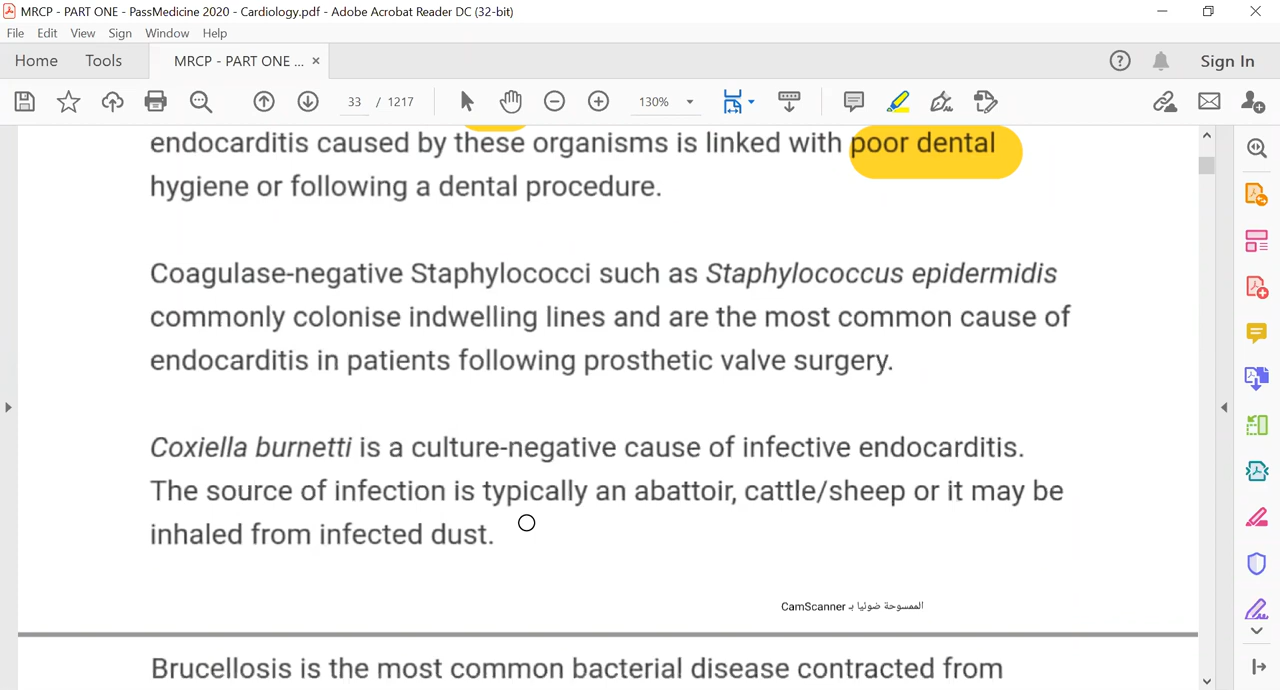 MRCP - PART ONE - PassMedicine 2020 - Cardiology.pdf - Adobe Acrobat Reader DC (32-bit)
File Edit View Sign Window Help
Home Tools MRCP - PART ONE ... × Sign In
33 / 1217 130%
endocarditis caused by these organisms is linked with poor dental
hygiene or following a dental procedure.
Coagulase-negative Staphylococci such as Staphylococcus epidermidis
commonly colonise indwelling lines and are the most common cause of
endocarditis in patients following prosthetic valve surgery.
Coxiella burnetti is a culture-negative cause of infective endocarditis.
The source of infection is typically an abattoir, cattle/sheep or it may be
inhaled from infected dust.
الممسوحة ضوئيا بـ CamScanner
Brucellosis is the most common bacterial disease contracted from